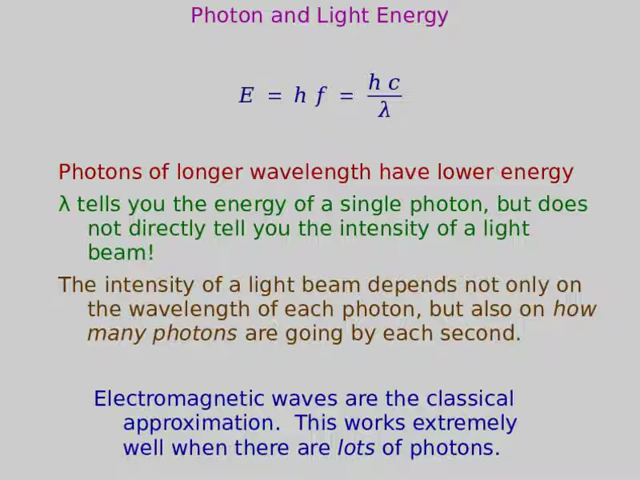 Photon and Light Energy
E = h f = h c / λ
Photons of longer wavelength have lower energy
λ tells you the energy of a single photon, but does
not directly tell you the intensity of a light
beam!
The intensity of a light beam depends not only on
the wavelength of each photon, but also on how
many photons are going by each second.
Electromagnetic waves are the classical
approximation.  This works extremely
well when there are lots of photons.